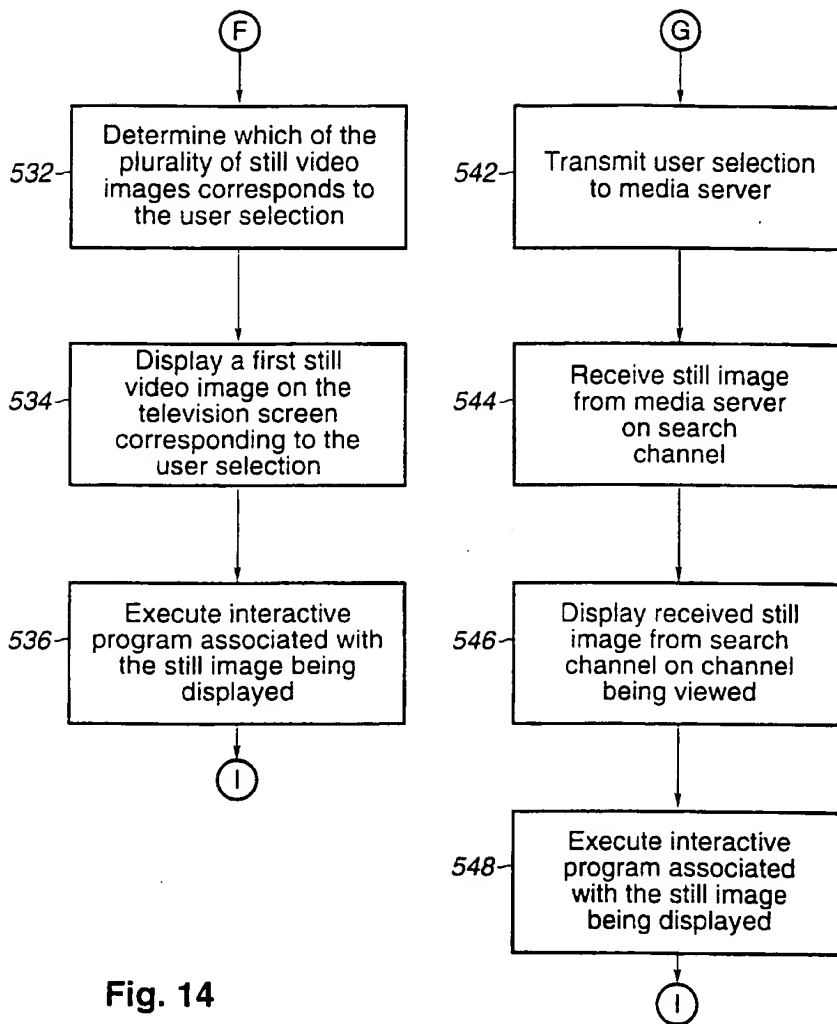 F
532
Determine which of the
plurality of still video
images corresponds to
the user selection
534
Display a first still
video image on the
television screen
corresponding to the
user selection
536
Execute interactive
program associated with
the still image being
displayed
I
G
542
Transmit user selection
to media server
544
Receive still image
from media server
on search
channel
546
Display received still
image from search
channel on channel
being viewed
548
Execute interactive
program associated
with the still image
being displayed
I
Fig. 14